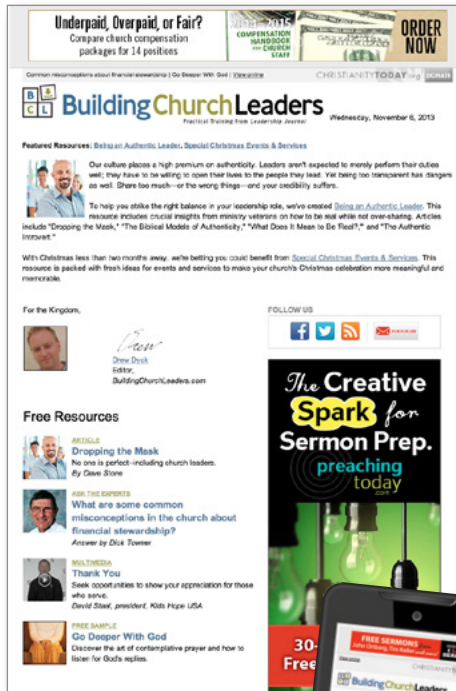 Underpaid, Overpaid, or Fair?
Compare church compensation
packages for 14 positions
2014–2015
COMPENSATION
HANDBOOK
FOR CHURCH
STAFF
ORDER
NOW
Common misconceptions about financial stewardship | Go Deeper With God | View online
CHRISTIANITYTODAY.org
DONATE
B
C L
BuildingChurchLeaders
Practical Training from Leadership Journal
Wednesday, November 6, 2013
Featured Resources: Being an Authentic Leader, Special Christmas Events & Services
Our culture places a high premium on authenticity. Leaders aren't expected to merely perform their duties
well; they have to be willing to open their lives to the people they lead. Yet being too transparent has dangers
as well. Share too much—or the wrong things—and your credibility suffers.
To help you strike the right balance in your leadership role, we've created Being an Authentic Leader. This
resource includes crucial insights from ministry veterans on how to be real while not over-sharing. Articles
include "Dropping the Mask," "The Biblical Models of Authenticity," "What Does It Mean to Be Real?," and "The Authentic
Introvert."
With Christmas less than two months away, we're betting you could benefit from Special Christmas Events & Services. This
resource is packed with fresh ideas for events and services to make your church's Christmas celebration more meaningful and
memorable.
For the Kingdom,
Drew
Drew Dyck
Editor,
BuildingChurchLeaders.com
FOLLOW US
Free Resources
ARTICLE
Dropping the Mask
No one is perfect–including church leaders.
By Dave Stone
ASK THE EXPERTS
What are some common
misconceptions in the church about
financial stewardship?
Answer by Dick Towner
MULTIMEDIA
Thank You
Seek opportunities to show your appreciation for those
who serve.
David Staal, president, Kids Hope USA
FREE SAMPLE
Go Deeper With God
Discover the art of contemplative prayer and how to
listen for God's replies.
The Creative
Spark for
Sermon Prep.
preaching
today
.com
30-
Free
FREE SERMONS
John Ortberg, Tim Keller
BuildingChurchLeaders